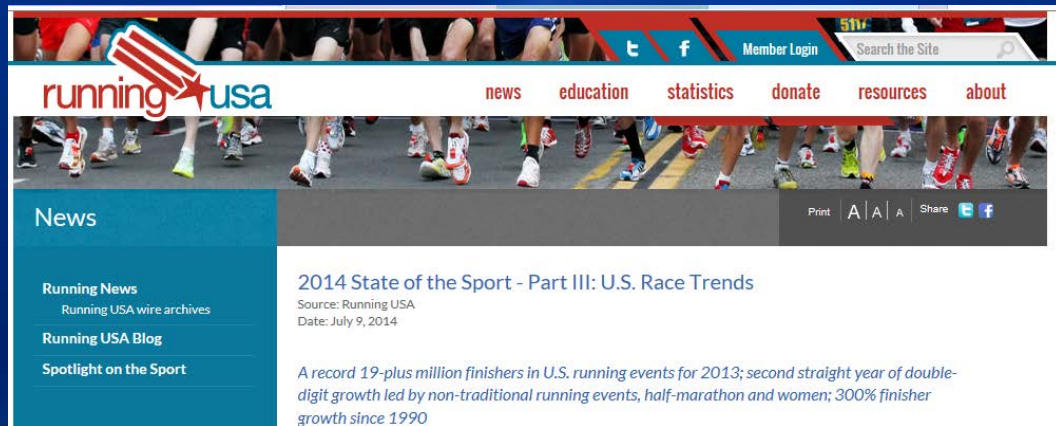 511
t f Member Login Search the Site
running usa
news education statistics donate resources about
News
Print A A A Share t f
Running News
Running USA wire archives
Running USA Blog
Spotlight on the Sport
2014 State of the Sport - Part III: U.S. Race Trends
Source: Running USA
Date: July 9, 2014
A record 19-plus million finishers in U.S. running events for 2013; second straight year of double-
digit growth led by non-traditional running events, half-marathon and women; 300% finisher
growth since 1990